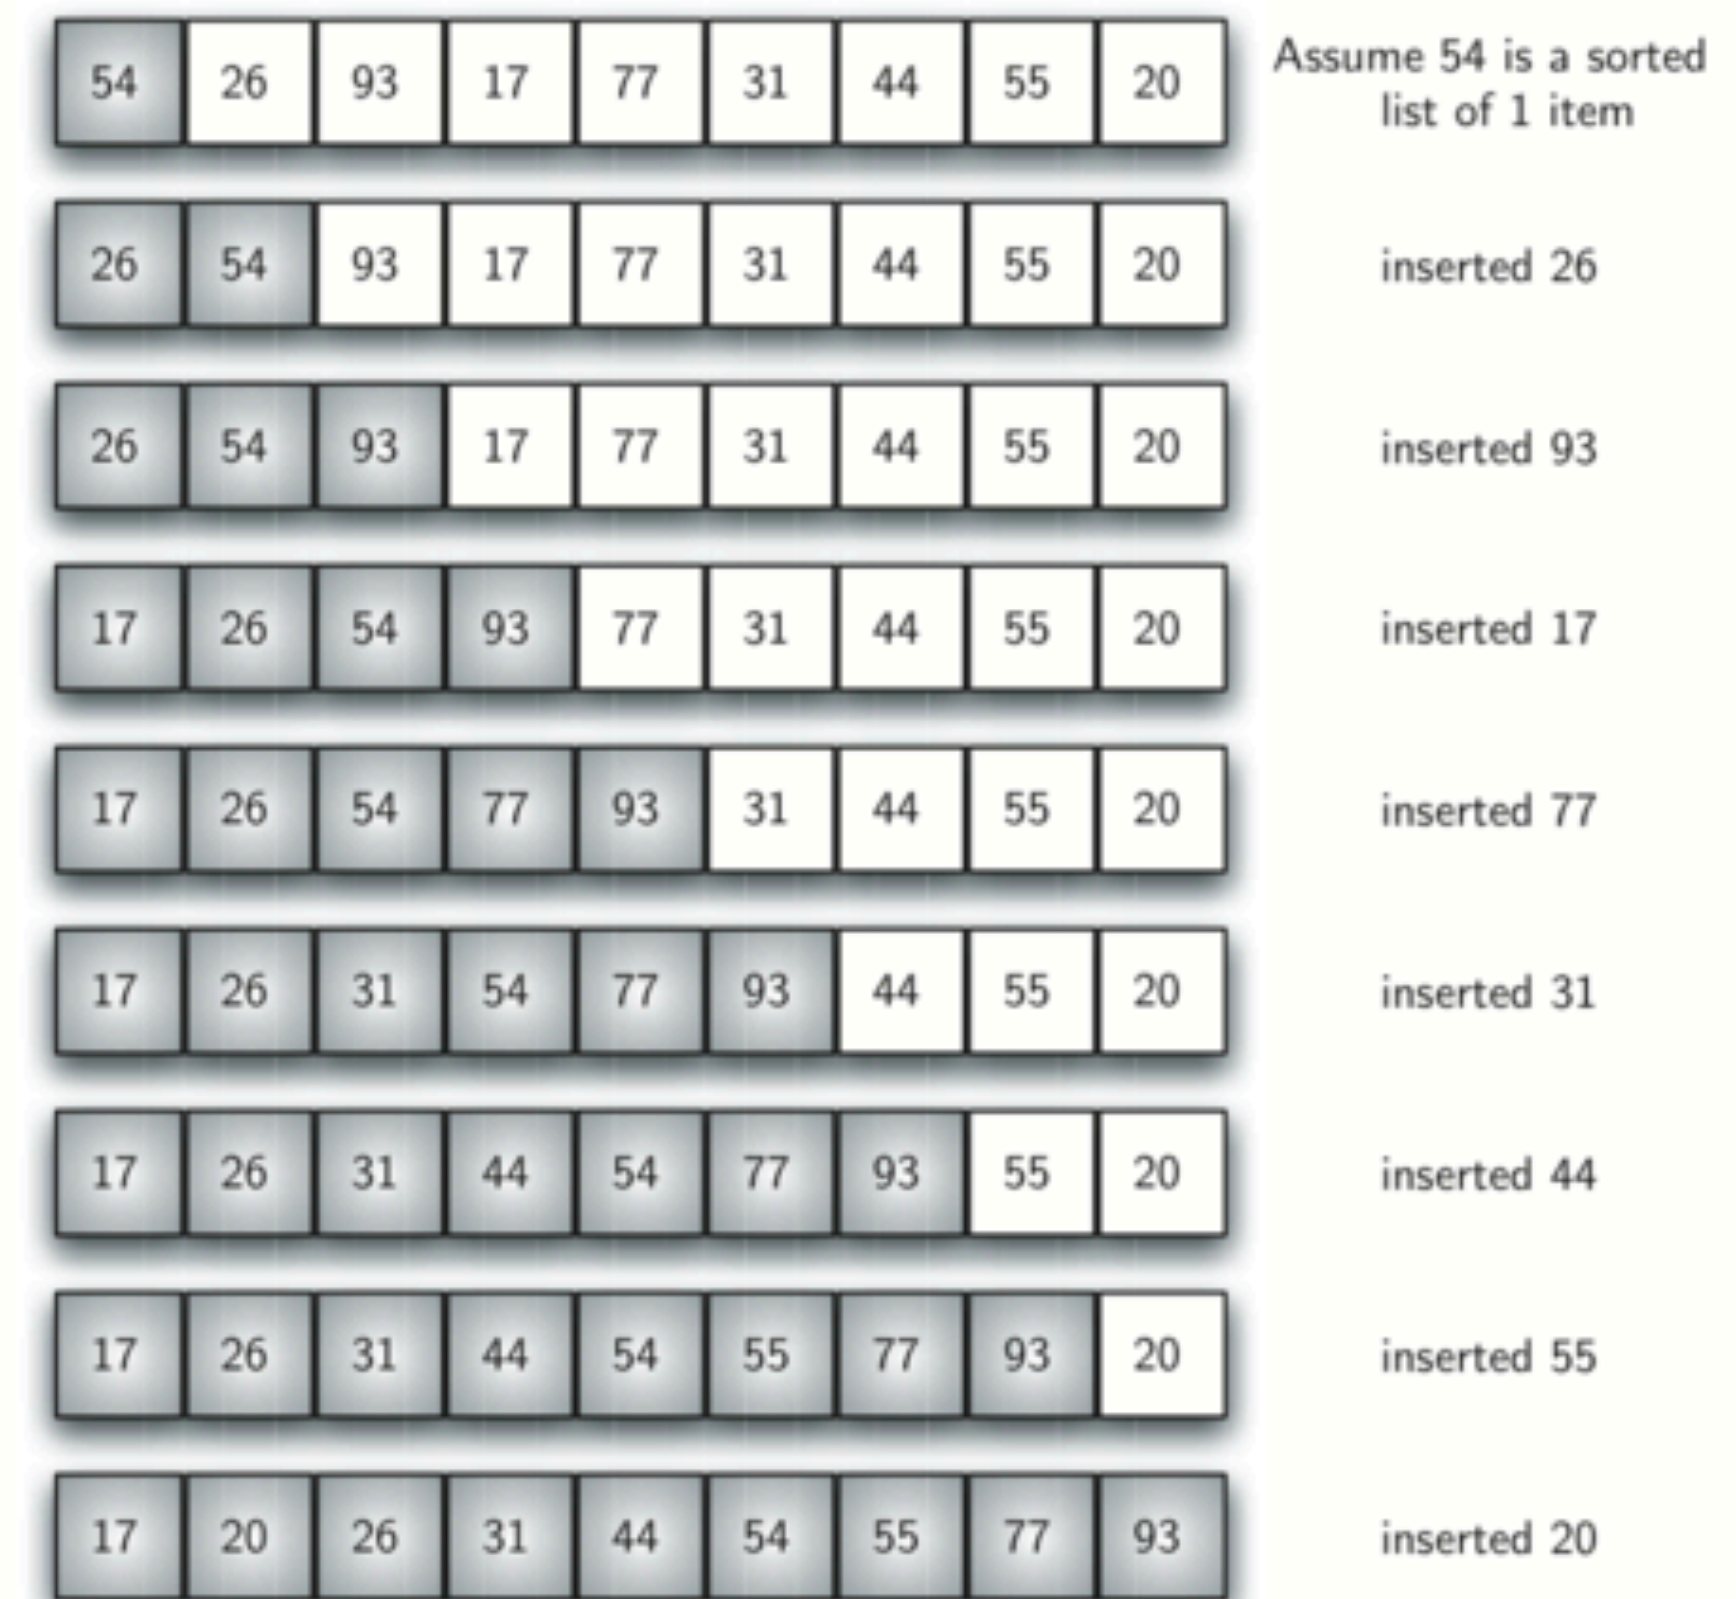 54 26 93 17 77 31 44 55 20 Assume 54 is a sorted
list of 1 item
26 54 93 17 77 31 44 55 20 inserted 26
26 54 93 17 77 31 44 55 20 inserted 93
17 26 54 93 77 31 44 55 20 inserted 17
17 26 54 77 93 31 44 55 20 inserted 77
17 26 31 54 77 93 44 55 20 inserted 31
17 26 31 44 54 77 93 55 20 inserted 44
17 26 31 44 54 55 77 93 20 inserted 55
17 20 26 31 44 54 55 77 93 inserted 20